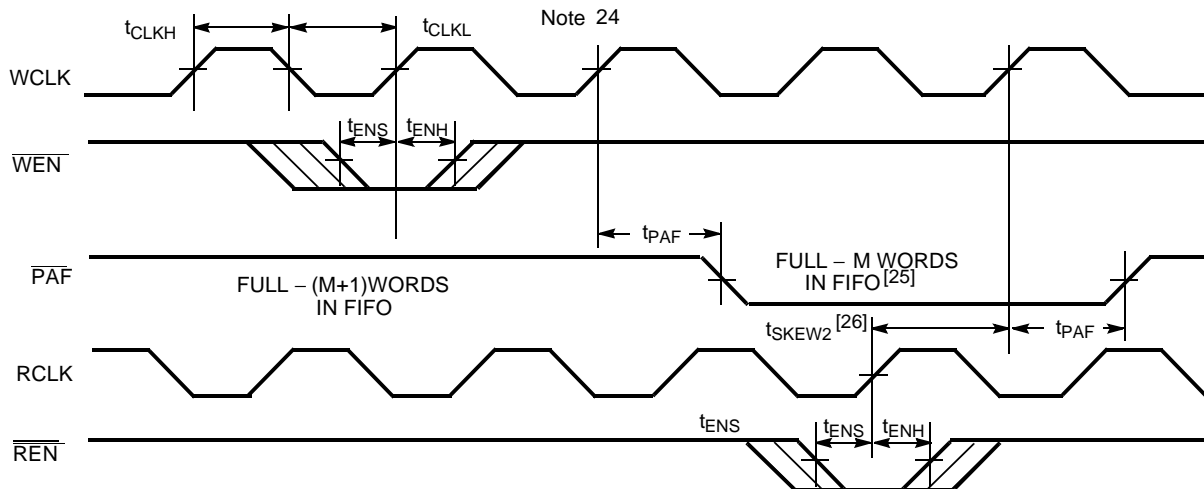 Note 24
tCLKH
tCLKL
WCLK
tENS tENH
WEN
tPAF
PAF
FULL – (M+1)WORDS
IN FIFO
FULL – M WORDS
IN FIFO[25]
tSKEW2[26]
tPAF
RCLK
tENS tENS tENH
REN